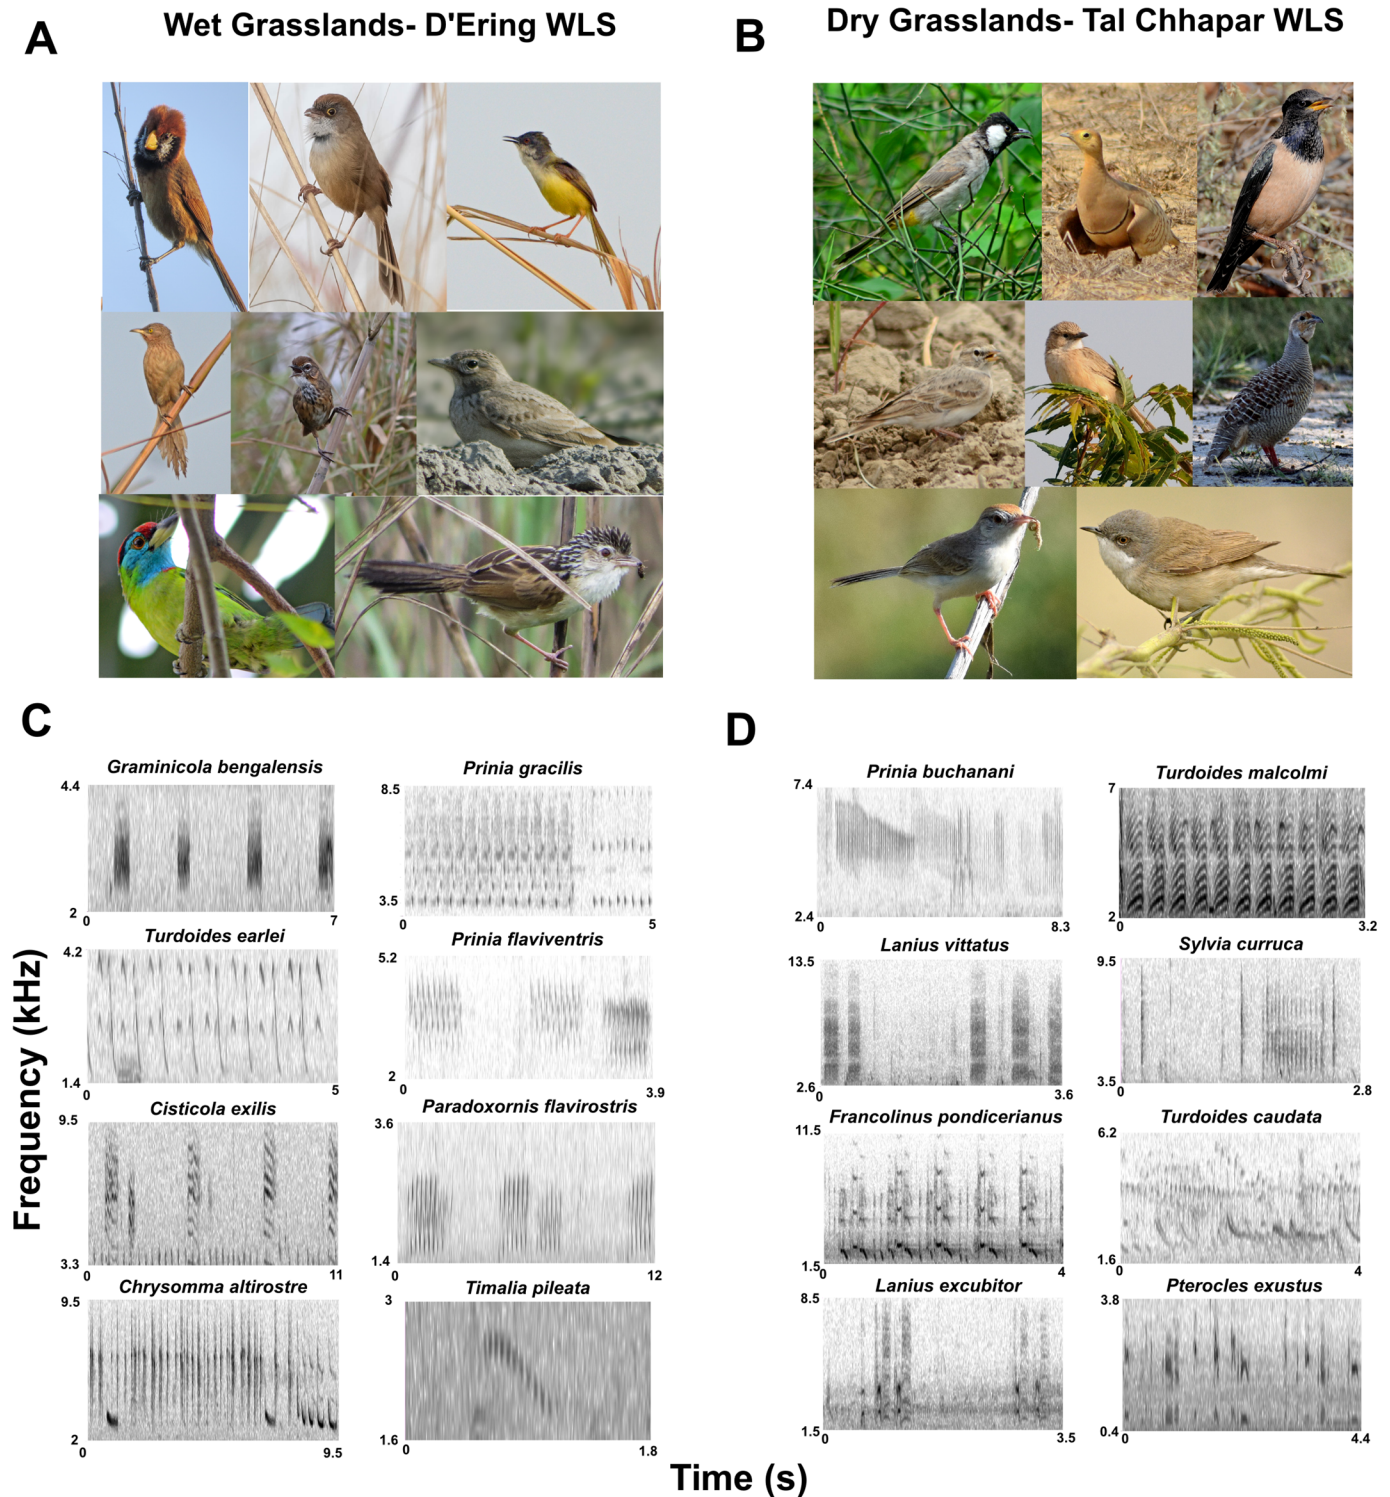 A
Wet Grasslands- D'Ering WLS
B
Dry Grasslands- Tal Chhapar WLS
C
Frequency (kHz)
Graminicola bengalensis
4.4
2
0
7
Prinia gracilis
8.5
3.5
0
5
Turdoides earlei
4.2
1.4
0
5
Prinia flaviventris
5.2
2
0
3.9
Cisticola exilis
9.5
3.3
0
11
Paradoxornis flavirostris
3.6
1.4
0
12
Chrysomma altirostre
9.5
2
0
9.5
Timalia pileata
3
1.6
0
1.8
D
Prinia buchanani
7.4
2.4
0
8.3
Turdoides malcolmi
7
2
0
3.2
Lanius vittatus
13.5
2.6
0
3.6
Sylvia curruca
9.5
3.5
0
2.8
Francolinus pondicerianus
11.5
1.5
0
4
Turdoides caudata
6.2
1.6
0
4
Lanius excubitor
8.5
1.5
0
3.5
Pterocles exustus
3.8
0.4
0
4.4
Time (s)